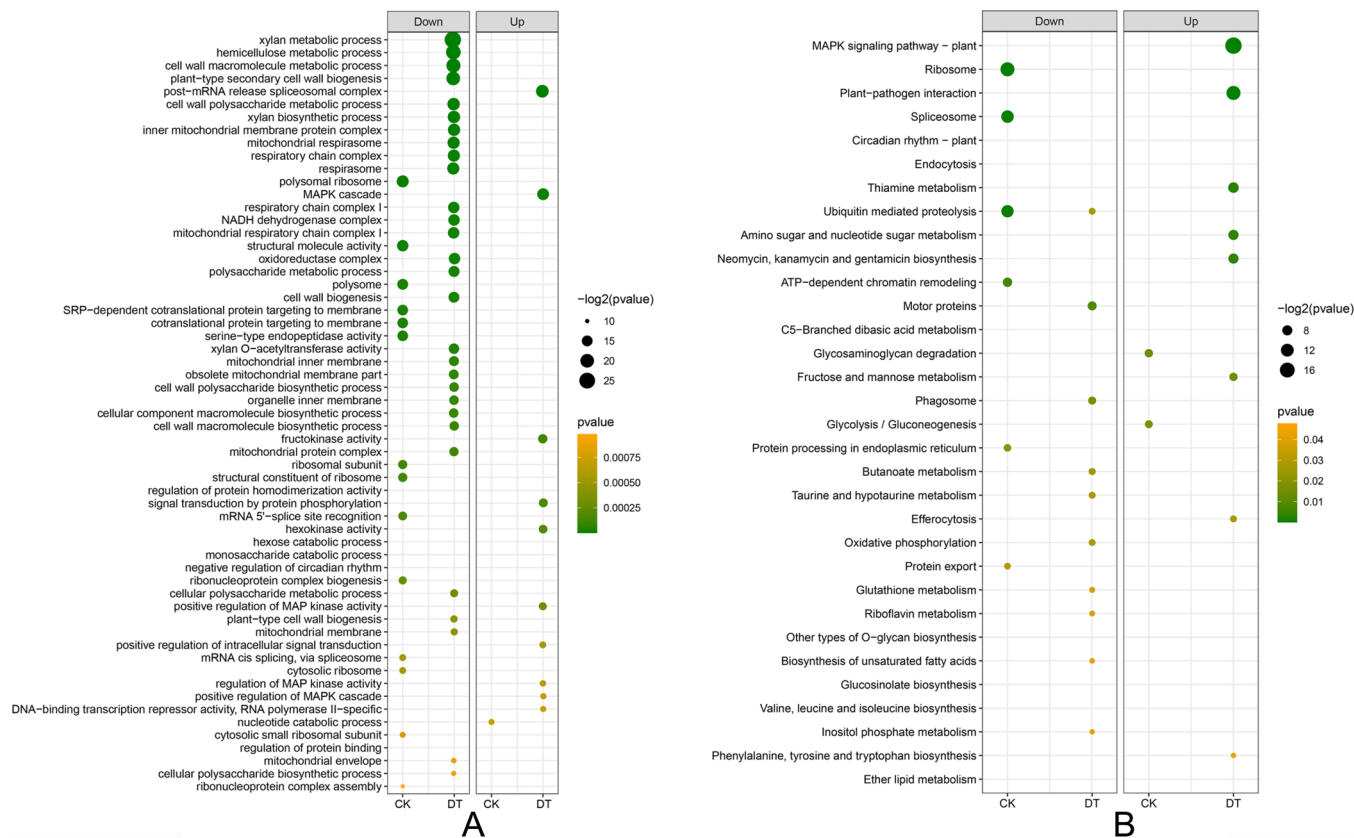 Down
Up
xylan metabolic process
hemicellulose metabolic process
cell wall macromolecule metabolic process
plant−type secondary cell wall biogenesis
post−mRNA release spliceosomal complex
cell wall polysaccharide metabolic process
xylan biosynthetic process
inner mitochondrial membrane protein complex
mitochondrial respirasome
respiratory chain complex
respirasome
polysomal ribosome
MAPK cascade
respiratory chain complex I
NADH dehydrogenase complex
mitochondrial respiratory chain complex I
structural molecule activity
oxidoreductase complex
polysaccharide metabolic process
polysome
cell wall biogenesis
SRP−dependent cotranslational protein targeting to membrane
cotranslational protein targeting to membrane
serine−type endopeptidase activity
xylan O−acetyltransferase activity
mitochondrial inner membrane
obsolete mitochondrial membrane part
cell wall polysaccharide biosynthetic process
organelle inner membrane
cellular component macromolecule biosynthetic process
cell wall macromolecule biosynthetic process
fructokinase activity
mitochondrial protein complex
ribosomal subunit
structural constituent of ribosome
regulation of protein homodimerization activity
signal transduction by protein phosphorylation
mRNA 5'−splice site recognition
hexokinase activity
hexose catabolic process
monosaccharide catabolic process
negative regulation of circadian rhythm
ribonucleoprotein complex biogenesis
cellular polysaccharide metabolic process
positive regulation of MAP kinase activity
plant−type cell wall biogenesis
mitochondrial membrane
positive regulation of intracellular signal transduction
mRNA cis splicing, via spliceosome
cytosolic ribosome
regulation of MAP kinase activity
positive regulation of MAPK cascade
DNA−binding transcription repressor activity, RNA polymerase II−specific
nucleotide catabolic process
cytosolic small ribosomal subunit
regulation of protein binding
mitochondrial envelope
cellular polysaccharide biosynthetic process
ribonucleoprotein complex assembly
CK
DT
CK
DT
−log2(pvalue)
10
15
20
25
pvalue
0.00075
0.00050
0.00025
A
Down
Up
MAPK signaling pathway − plant
Ribosome
Plant−pathogen interaction
Spliceosome
Circadian rhythm − plant
Endocytosis
Thiamine metabolism
Ubiquitin mediated proteolysis
Amino sugar and nucleotide sugar metabolism
Neomycin, kanamycin and gentamicin biosynthesis
ATP−dependent chromatin remodeling
Motor proteins
C5−Branched dibasic acid metabolism
Glycosaminoglycan degradation
Fructose and mannose metabolism
Phagosome
Glycolysis / Gluconeogenesis
Protein processing in endoplasmic reticulum
Butanoate metabolism
Taurine and hypotaurine metabolism
Efferocytosis
Oxidative phosphorylation
Protein export
Glutathione metabolism
Riboflavin metabolism
Other types of O−glycan biosynthesis
Biosynthesis of unsaturated fatty acids
Glucosinolate biosynthesis
Valine, leucine and isoleucine biosynthesis
Inositol phosphate metabolism
Phenylalanine, tyrosine and tryptophan biosynthesis
Ether lipid metabolism
CK
DT
CK
DT
−log2(pvalue)
8
12
16
pvalue
0.04
0.03
0.02
0.01
B